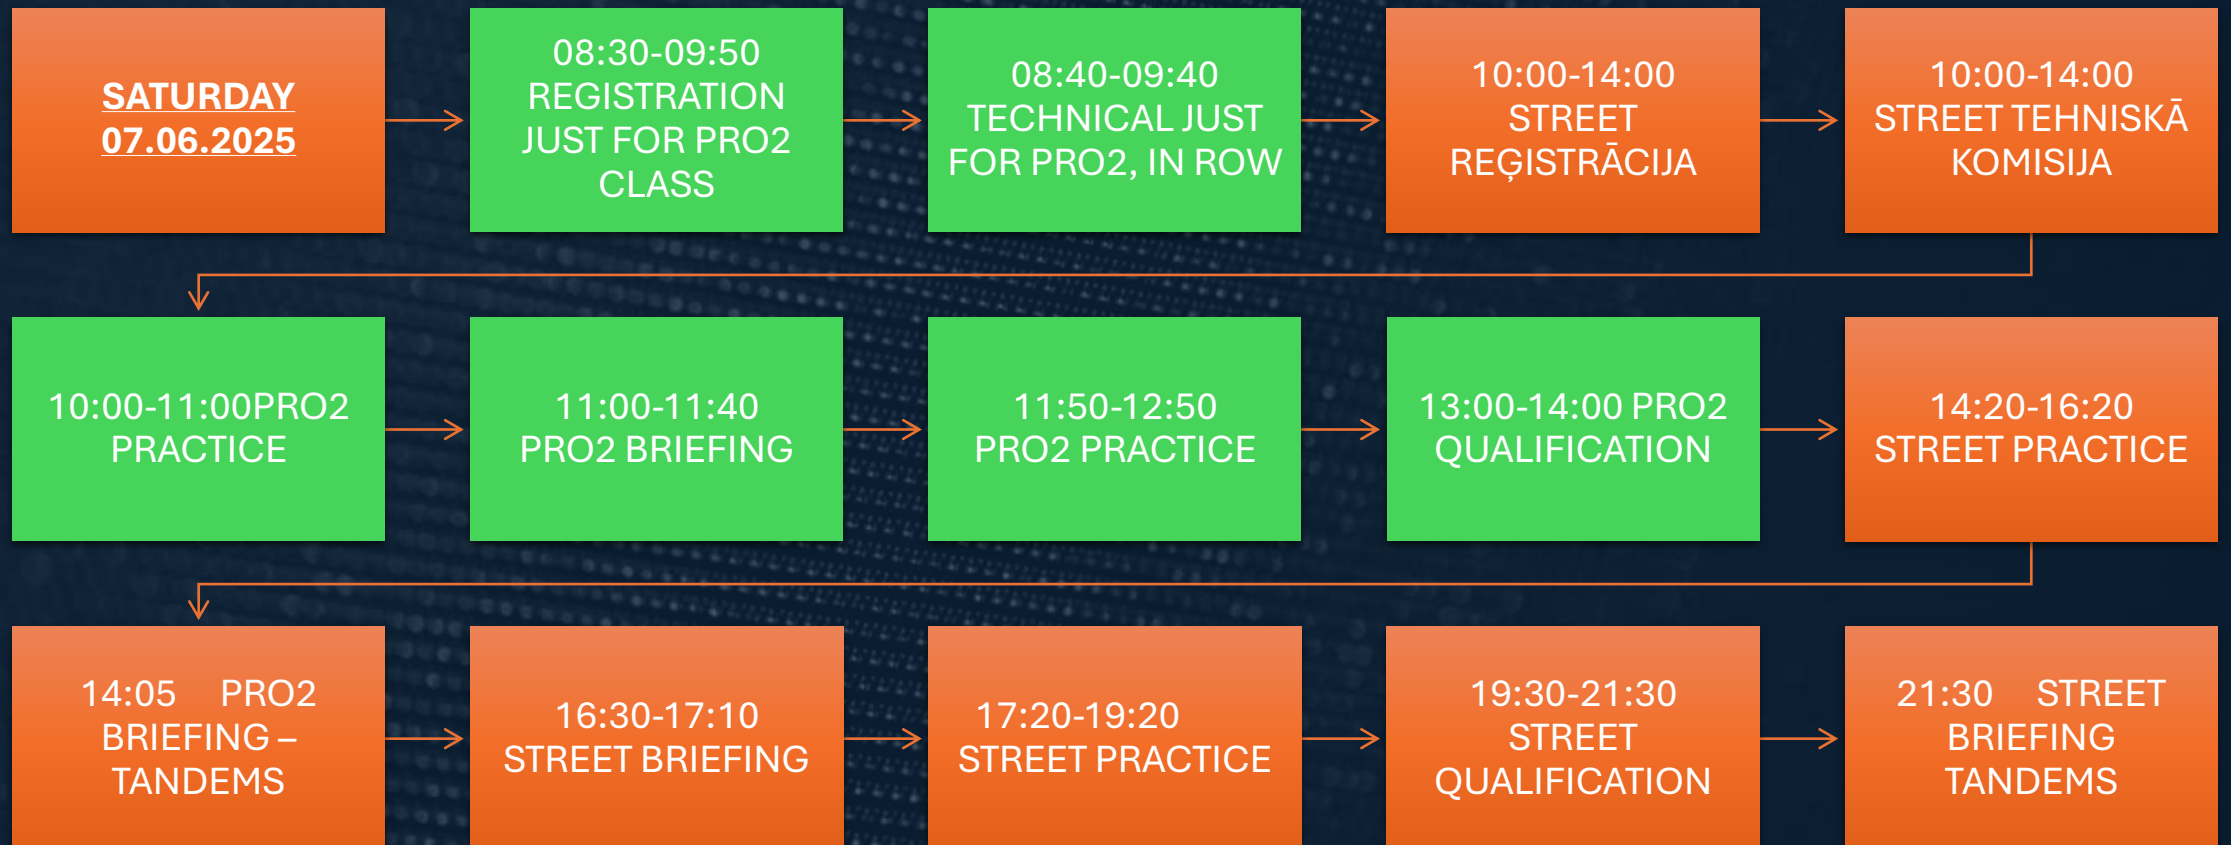 SATURDAY
07.06.2025
08:30-09:50
REGISTRATION
JUST FOR PRO2
CLASS
08:40-09:40
TECHNICAL JUST
FOR PRO2, IN ROW
10:00-14:00
STREET
REĢISTRĀCIJA
10:00-14:00
STREET TEHNISKĀ
KOMISIJA
10:00-11:00PRO2
PRACTICE
11:00-11:40
PRO2 BRIEFING
11:50-12:50
PRO2 PRACTICE
13:00-14:00 PRO2
QUALIFICATION
14:20-16:20
STREET PRACTICE
14:05 PRO2
BRIEFING –
TANDEMS
16:30-17:10
STREET BRIEFING
17:20-19:20
STREET PRACTICE
19:30-21:30
STREET
QUALIFICATION
21:30 STREET
BRIEFING
TANDEMS